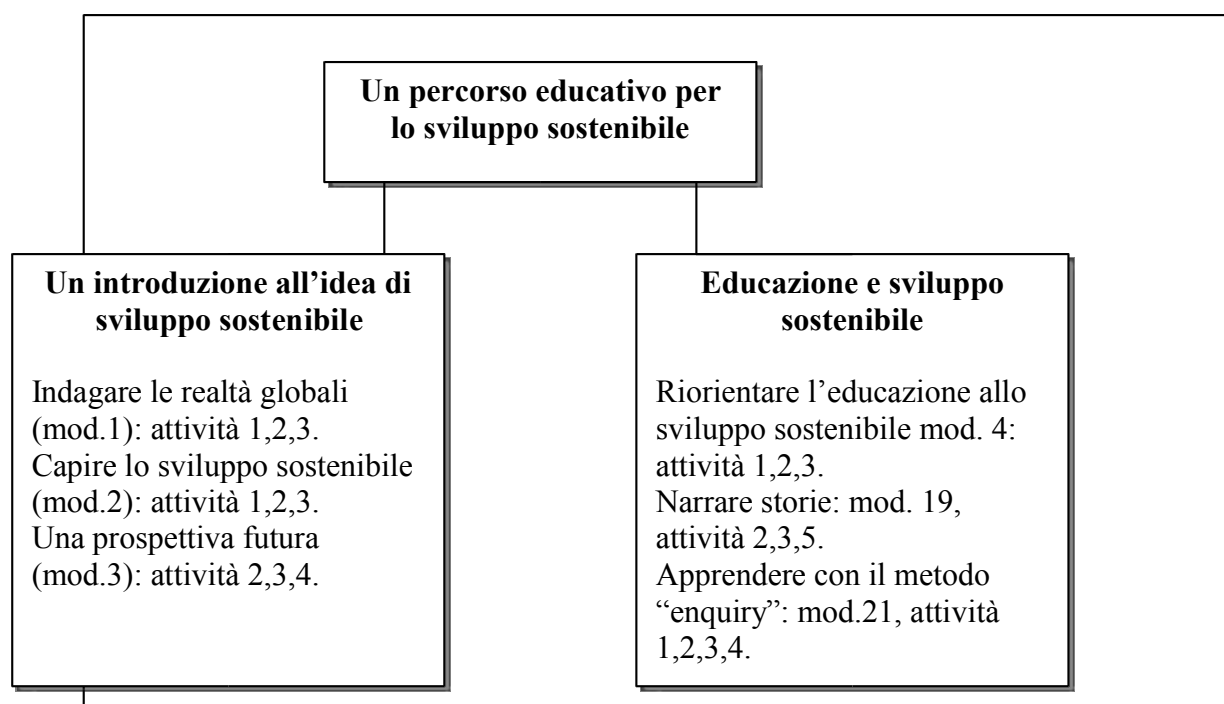 Un percorso educativo per
lo sviluppo sostenibile
Un introduzione all’idea di
sviluppo sostenibile
Indagare le realtà globali
(mod.1): attività 1,2,3.
Capire lo sviluppo sostenibile
(mod.2): attività 1,2,3.
Una prospettiva futura
(mod.3): attività 2,3,4.
Educazione e sviluppo
sostenibile
Riorientare l’educazione allo
sviluppo sostenibile mod. 4:
attività 1,2,3.
Narrare storie: mod. 19,
attività 2,3,5.
Apprendere con il metodo
“enquiry”: mod.21, attività
1,2,3,4.